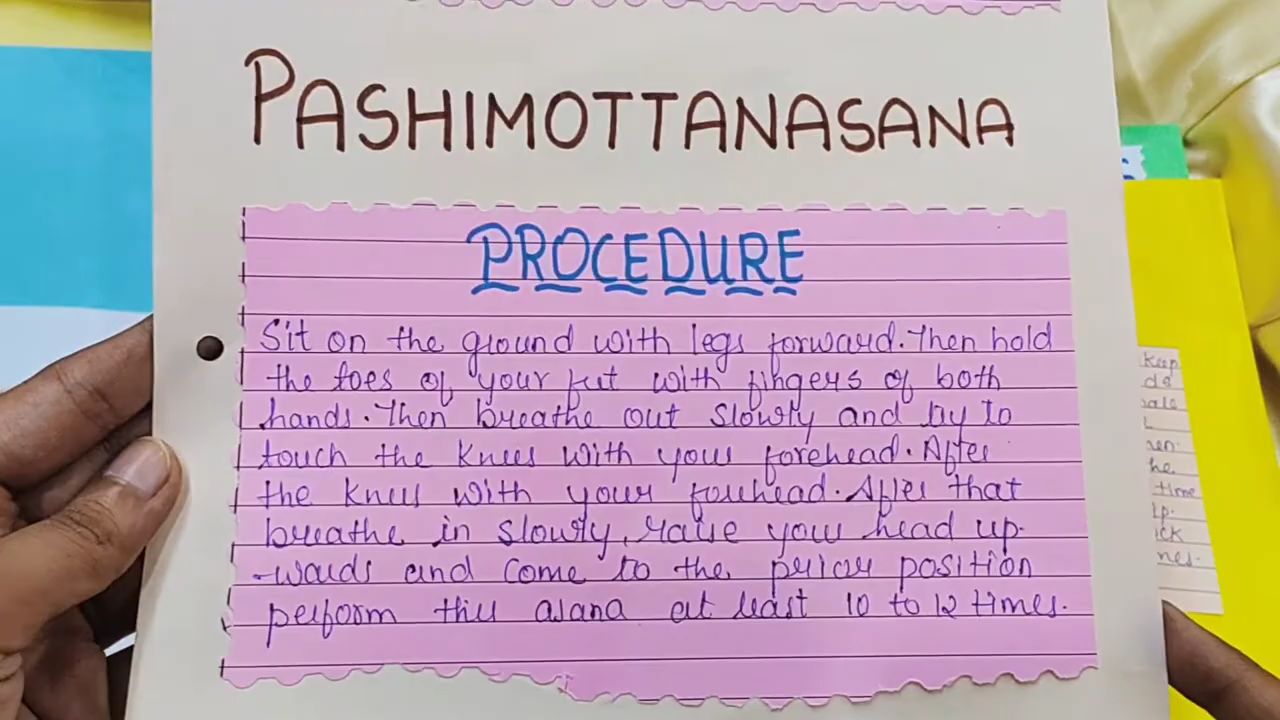 PASHIMOTTANASANA
PROCEDURE
Sit on the ground with legs forward. Then hold
the toes of your feet with fingers of both
hands. Then breathe out slowly and try to
touch the knees with your forehead. After
the knees with your forehead. After that
breathe in slowly, raise your head up-
-wards and come to the prior position
perform this asana at least 10 to 12 times.
time
ick
nes.